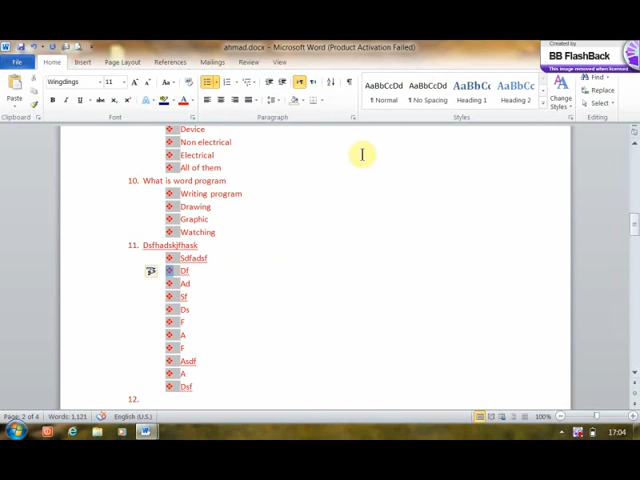 ahmad.docx - Microsoft Word (Product Activation Failed)
Created by
BB FlashBack
This image removed when licensed
File Home Insert Page Layout References Mailings Review View
Paste
Wingdings 11
B I U
Clipboard Font Paragraph Styles Editing
AaBbCcDd AaBbCcDd AaBbCc AaBbCc
¶ Normal ¶ No Spacing Heading 1 Heading 2
Change Styles
Find
Replace
Select
Device
Non electrical
Electrical
All of them
10. What is word program
Writing program
Drawing
Graphic
Watching
11. Dsfhadskjfhask
Sdfadsf
Df
Ad
Sf
Ds
F
A
F
Asdf
A
Dsf
12.
Page: 2 of 4 Words: 1,121 English (U.S.) 100%
17:04